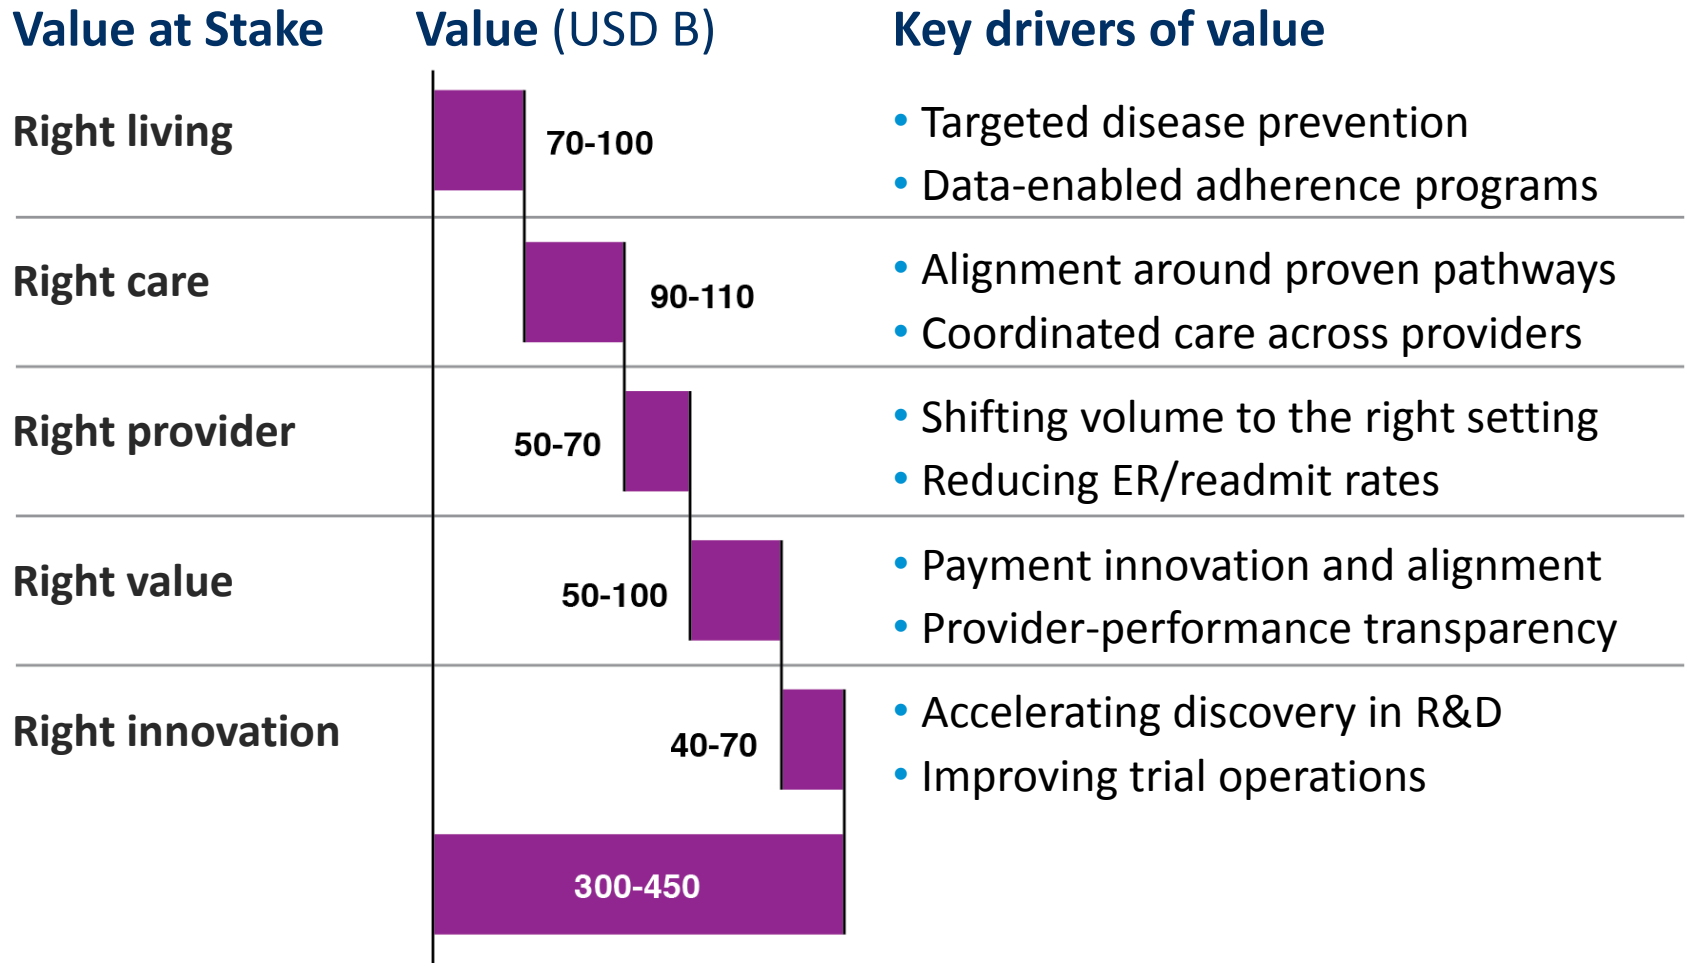 Value at Stake Value (USD B) Key drivers of value
Right living
70-100
• Targeted disease prevention
• Data-enabled adherence programs
Right care
90-110
• Alignment around proven pathways
• Coordinated care across providers
Right provider
50-70
• Shifting volume to the right setting
• Reducing ER/readmit rates
Right value
50-100
• Payment innovation and alignment
• Provider-performance transparency
Right innovation
40-70
• Accelerating discovery in R&D
• Improving trial operations
300-450